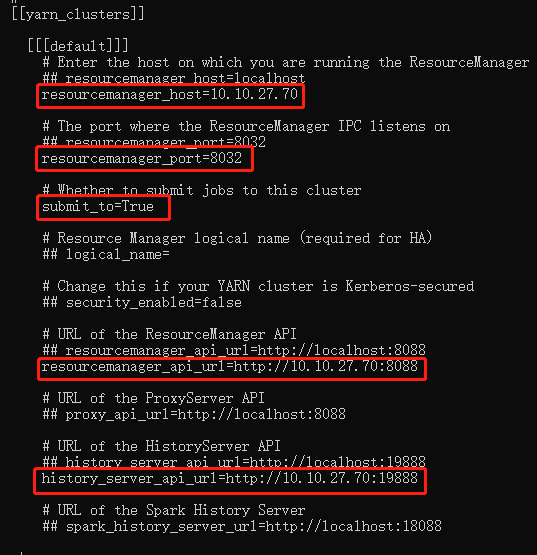 [[yarn_clusters]]
[[[default]]]
# Enter the host on which you are running the ResourceManager
## resourcemanager_host=localhost
resourcemanager_host=10.10.27.70
# The port where the ResourceManager IPC listens on
## resourcemanager_port=8032
resourcemanager_port=8032
# Whether to submit jobs to this cluster
submit_to=True
# Resource Manager logical name (required for HA)
## logical_name=
# Change this if your YARN cluster is Kerberos-secured
## security_enabled=false
# URL of the ResourceManager API
## resourcemanager_api_url=http://localhost:8088
resourcemanager_api_url=http://10.10.27.70:8088
# URL of the ProxyServer API
## proxy_api_url=http://localhost:8088
# URL of the HistoryServer API
## history_server_api_url=http://localhost:19888
history_server_api_url=http://10.10.27.70:19888
# URL of the Spark History Server
## spark_history_server_url=http://localhost:18088